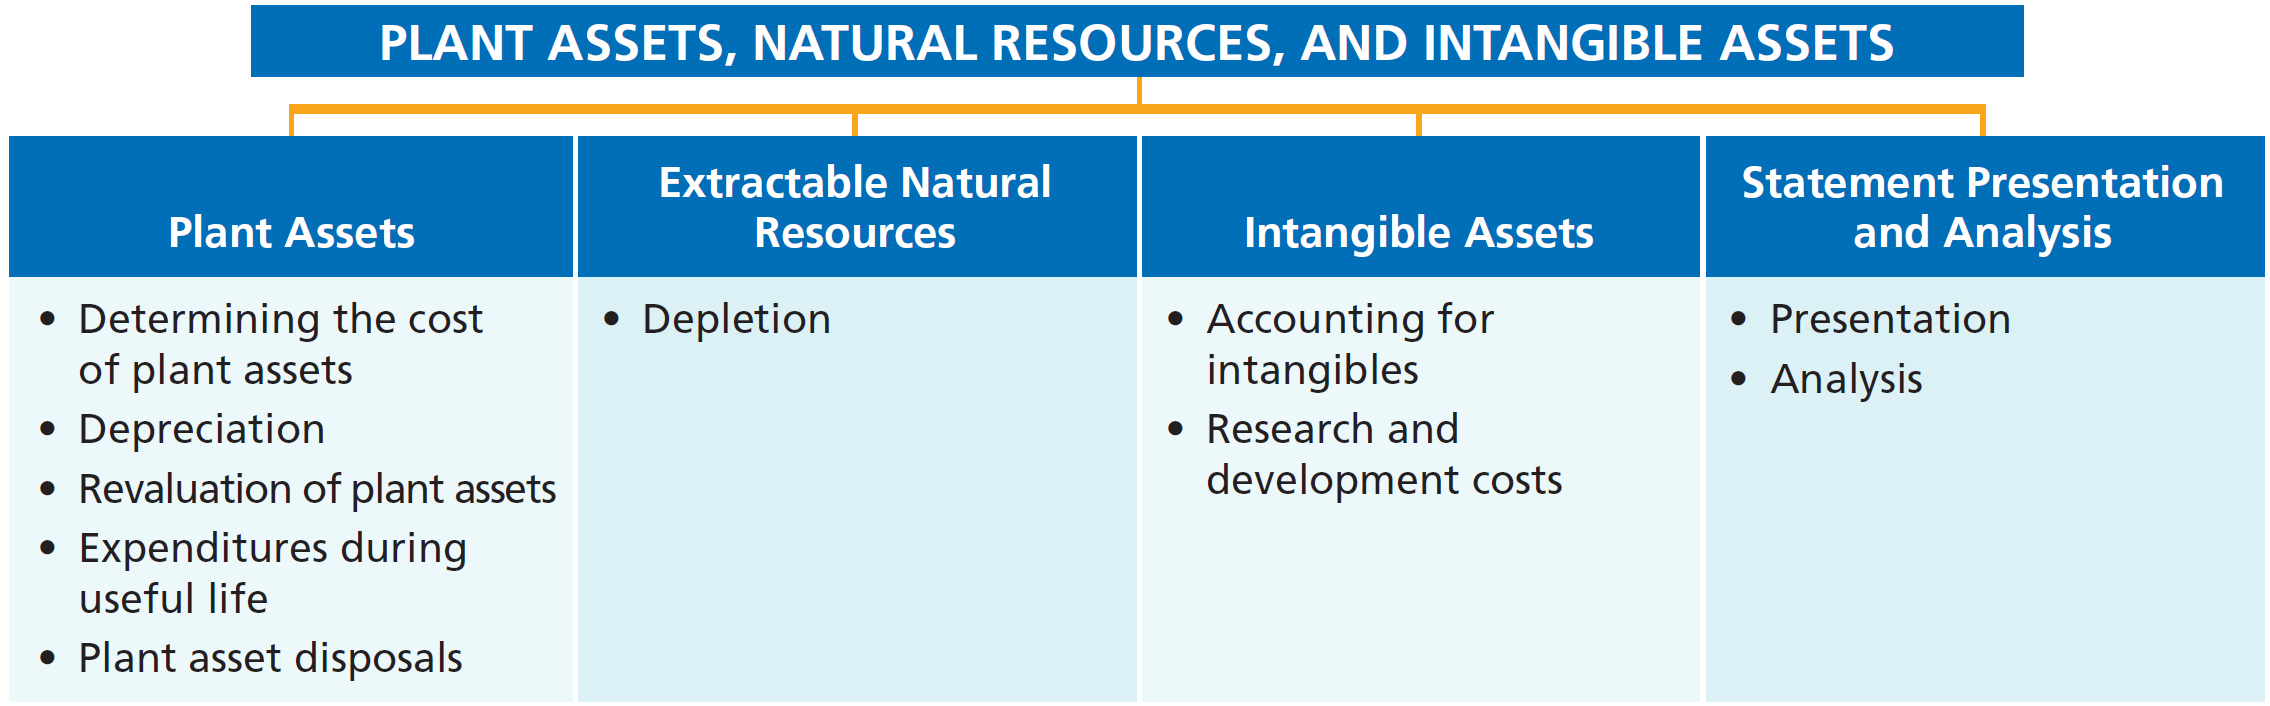 PLANT ASSETS, NATURAL RESOURCES, AND INTANGIBLE ASSETS
Plant Assets
• Determining the cost
of plant assets
• Depreciation
• Revaluation of plant assets
• Expenditures during
useful life
• Plant asset disposals
Extractable Natural
Resources
• Depletion
Intangible Assets
• Accounting for
intangibles
• Research and
development costs
Statement Presentation
and Analysis
• Presentation
• Analysis